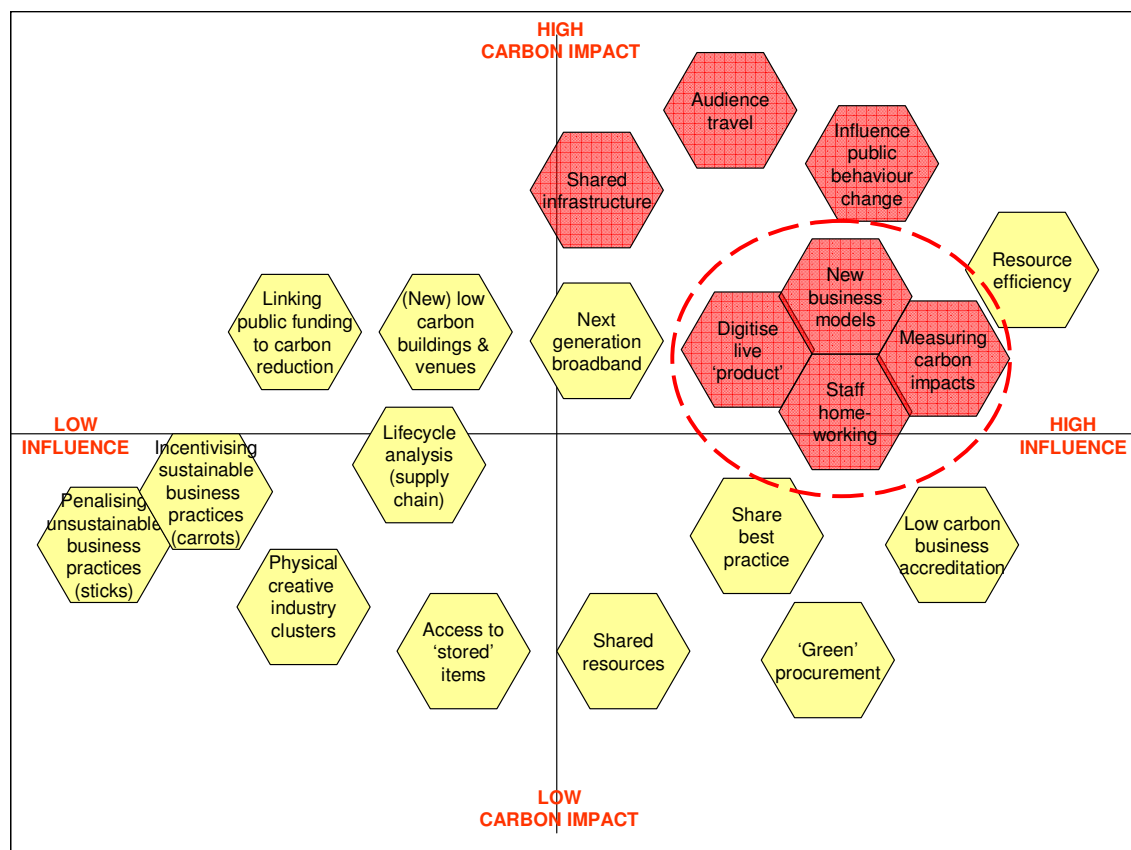 HIGH
CARBON IMPACT
Audience
travel
Influence
public
behaviour
change
Shared
infrastructure
Resource
efficiency
New
business
models
Linking
public funding
to carbon
reduction
(New) low
carbon
buildings &
venues
Next
generation
broadband
Digitise
live
‘product’
Measuring
carbon
impacts
Staff
home-
working
LOW
INFLUENCE
HIGH
INFLUENCE
Incentivising
sustainable
business
practices
(carrots)
Lifecycle
analysis
(supply
chain)
Penalising
unsustainable
business
practices
(sticks)
Share
best
practice
Low carbon
business
accreditation
Physical
creative
industry
clusters
Access to
‘stored’
items
Shared
resources
‘Green’
procurement
LOW
CARBON IMPACT